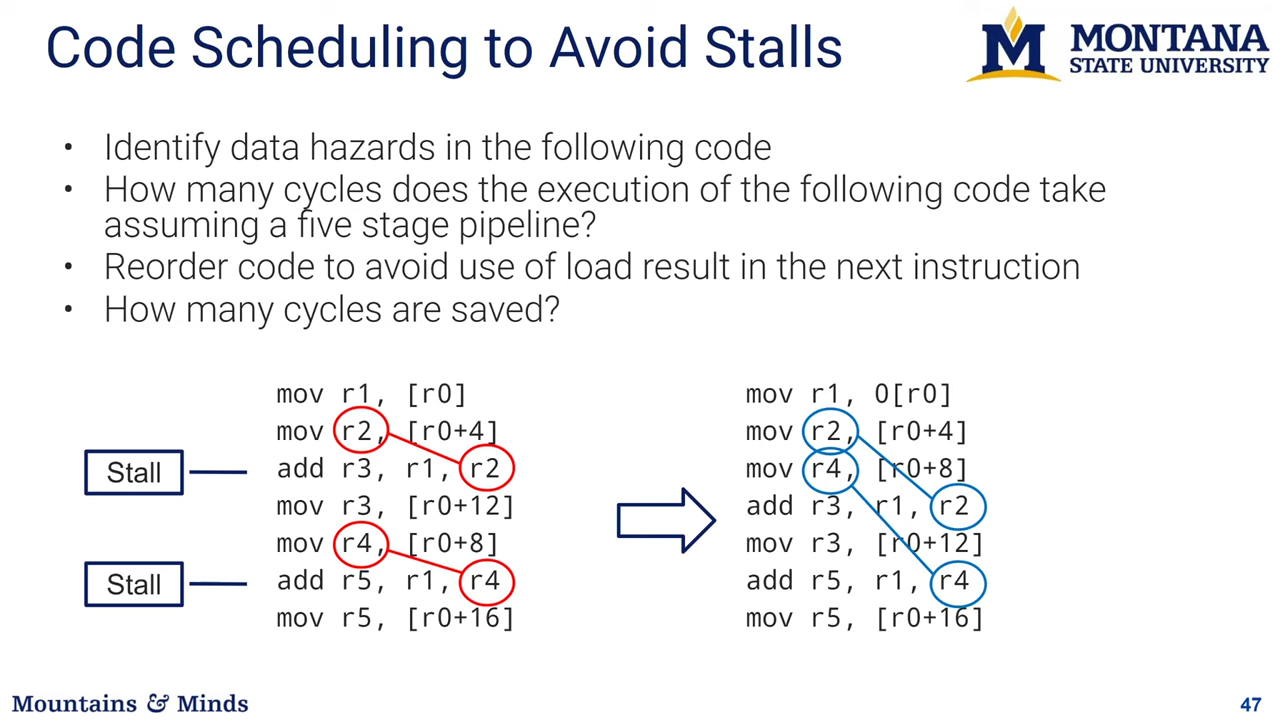 Code Scheduling to Avoid Stalls
MONTANA
STATE UNIVERSITY
• Identify data hazards in the following code
• How many cycles does the execution of the following code take
assuming a five stage pipeline?
• Reorder code to avoid use of load result in the next instruction
• How many cycles are saved?
mov r1, [r0]
mov r2, [r0+4]
Stall
add r3, r1, r2
mov r3, [r0+12]
mov r4, [r0+8]
Stall
add r5, r1, r4
mov r5, [r0+16]
mov r1, 0[r0]
mov r2, [r0+4]
mov r4, [r0+8]
add r3, r1, r2
mov r3, [r0+12]
add r5, r1, r4
mov r5, [r0+16]
Mountains & Minds
47